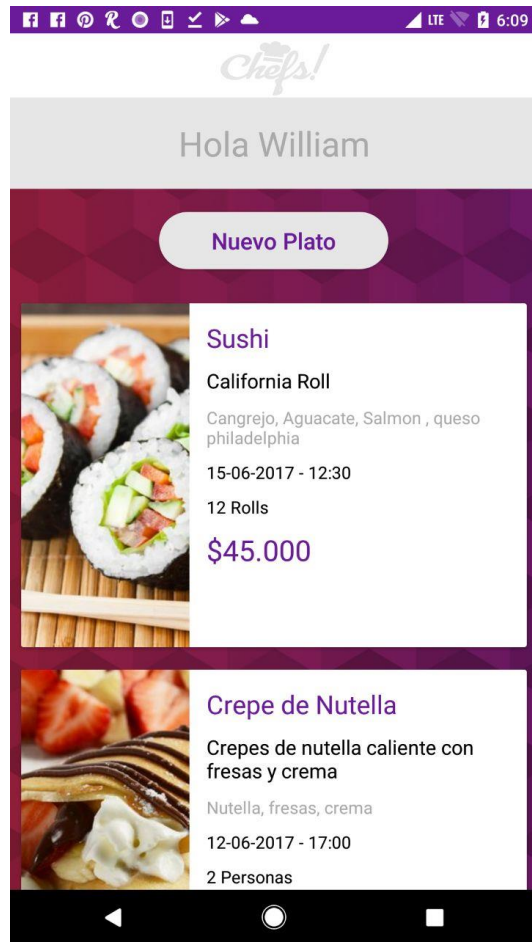 LTE 6:09
Chefs!
Hola William
Nuevo Plato
Sushi
California Roll
Cangrejo, Aguacate, Salmon , queso
philadelphia
15-06-2017 - 12:30
12 Rolls
$45.000
Crepe de Nutella
Crepes de nutella caliente con
fresas y crema
Nutella, fresas, crema
12-06-2017 - 17:00
2 Personas